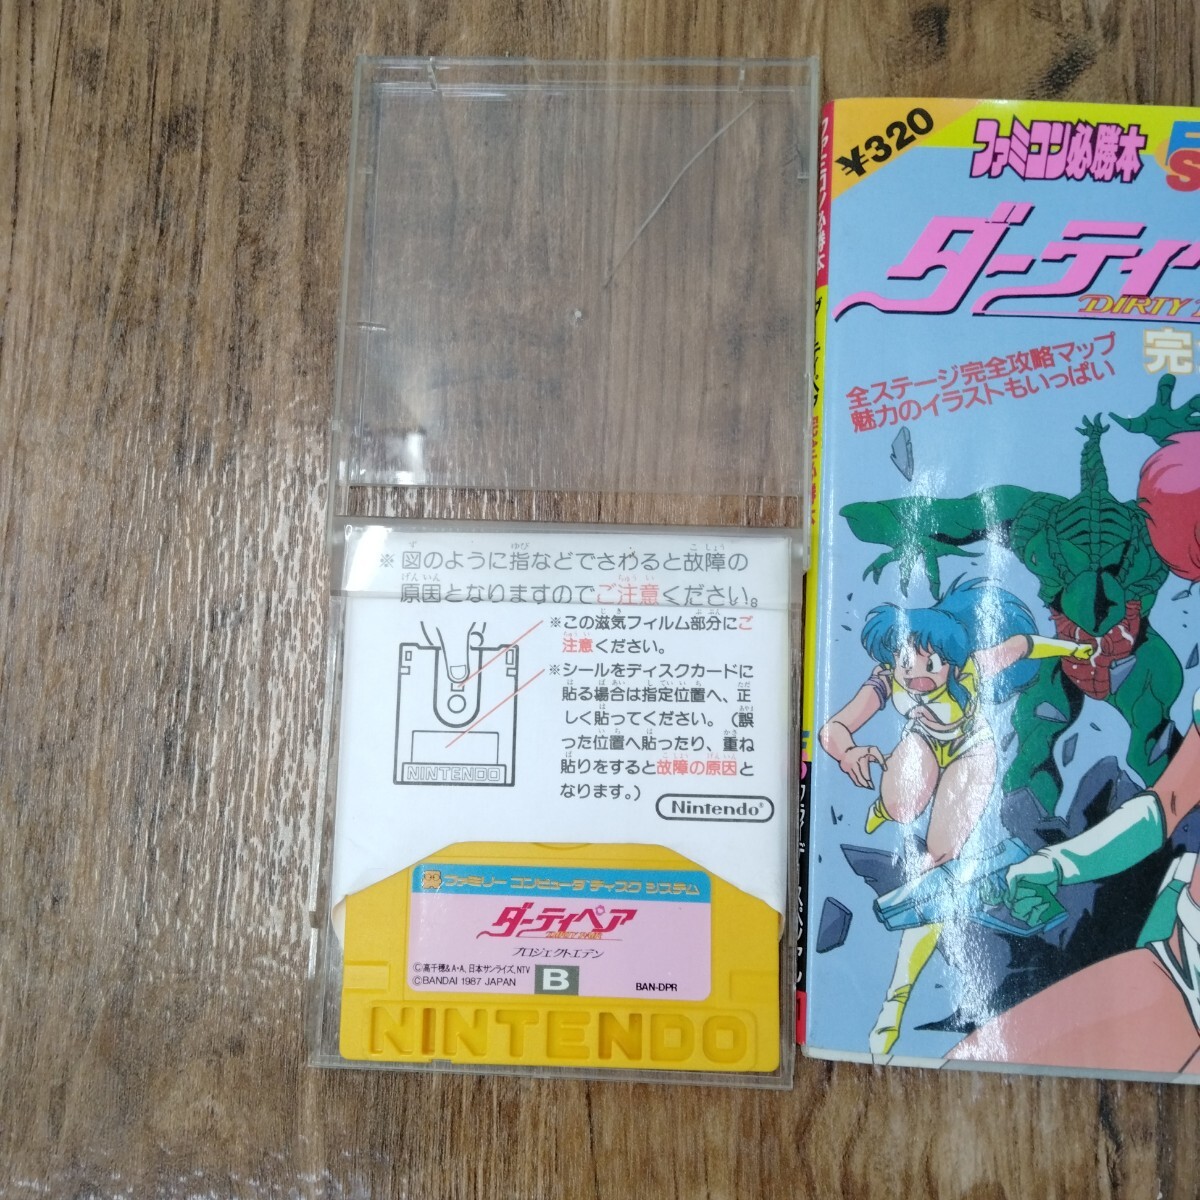 ※ 図のように指などでさわると故障の
原因となりますのでご注意ください。
※この滋気フィルム部分にご
注意ください。
※シールをディスクカードに
貼る場合は指定位置へ、正
しく貼ってください。（誤
った位置へ貼ったり、重ね
貼りをすると故障の原因と
なります。）
NINTENDO
Nintendo®
ファミリー コンピュータ ディスク システム
ダーティペア
プロジェクトエデン
©高千穂&A・A, 日本サンライズ, NTV
©BANDAI 1987 JAPAN
B
BAN-DPR
NINTENDO
¥320
ファミコン必勝本
ダーティ
DIRTY
完
全ステージ完全攻略マップ
魅力のイラストもいっぱい